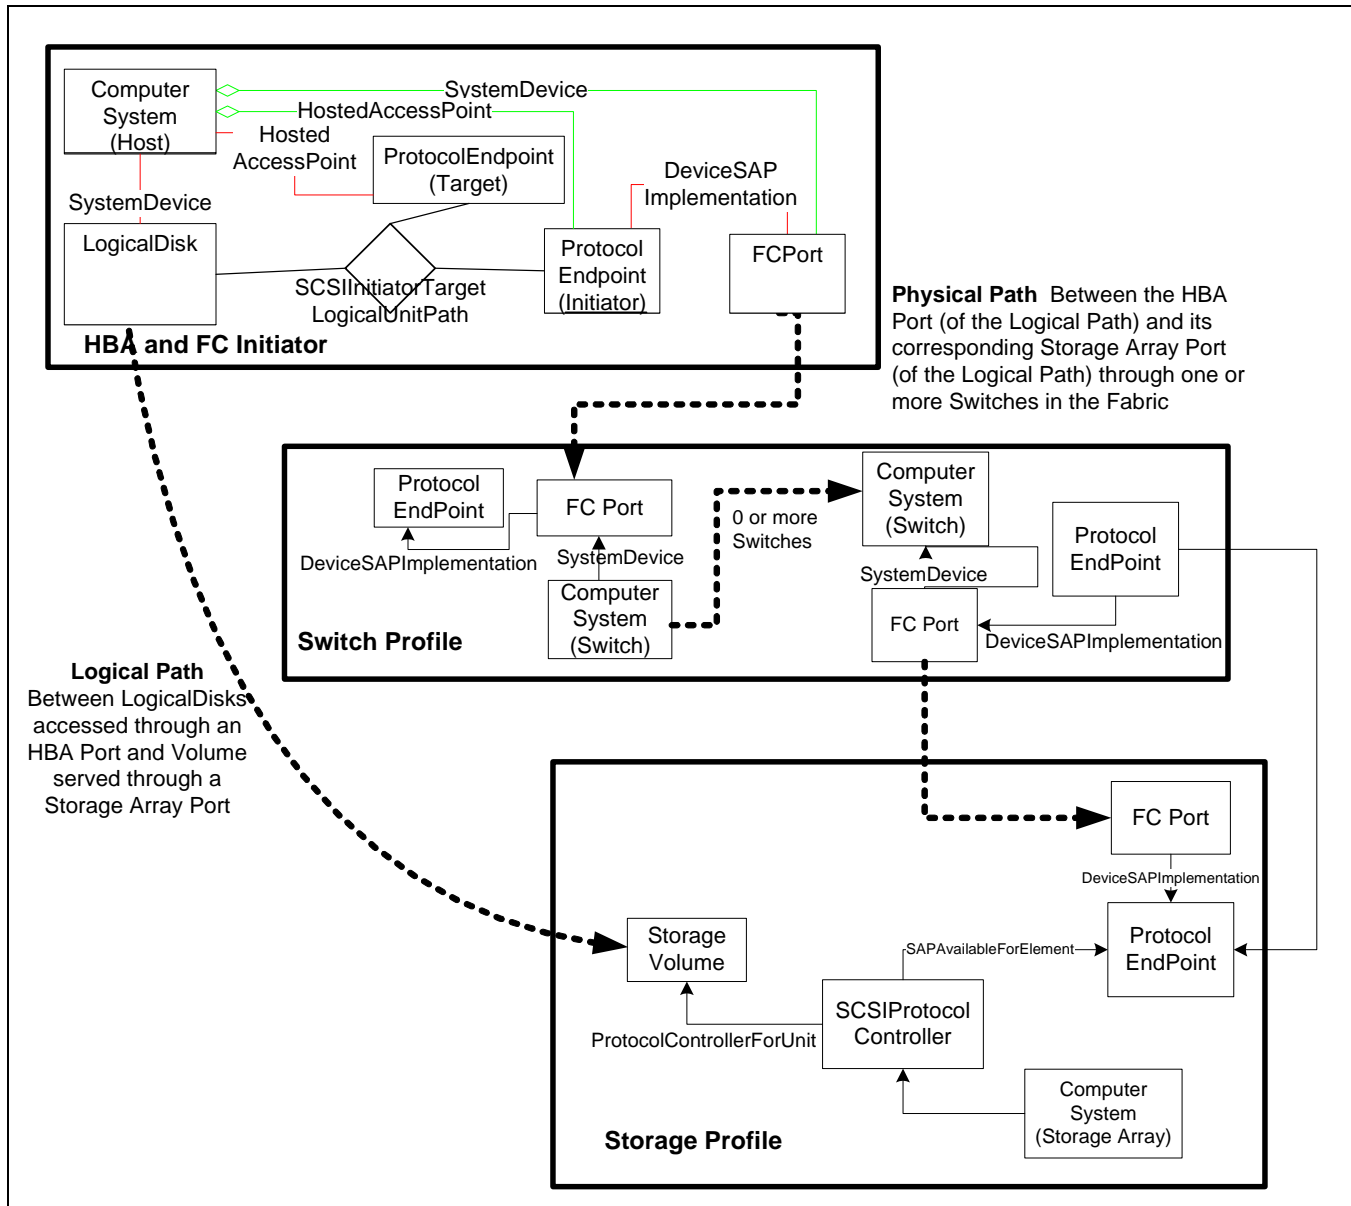 Computer
System
(Host)
SystemDevice
HostedAccessPoint
Hosted
AccessPoint
ProtocolEndpoint
(Target)
DeviceSAP
Implementation
SystemDevice
LogicalDisk
Protocol
Endpoint
(Initiator)
FCPort
SCSIInitiatorTarget
LogicalUnitPath
HBA and FC Initiator
Physical Path Between the HBA
Port (of the Logical Path) and its
corresponding Storage Array Port
(of the Logical Path) through one or
more Switches in the Fabric
Protocol
EndPoint
FC Port
DeviceSAPImplementation
SystemDevice
Computer
System
(Switch)
0 or more
Switches
Computer
System
(Switch)
Protocol
EndPoint
SystemDevice
FC Port
DeviceSAPImplementation
Switch Profile
Logical Path
Between LogicalDisks
accessed through an
HBA Port and Volume
served through a
Storage Array Port
FC Port
DeviceSAPImplementation
Protocol
EndPoint
SAPAvailableForElement
Storage
Volume
SCSIProtocol
Controller
ProtocolControllerForUnit
Computer
System
(Storage Array)
Storage Profile